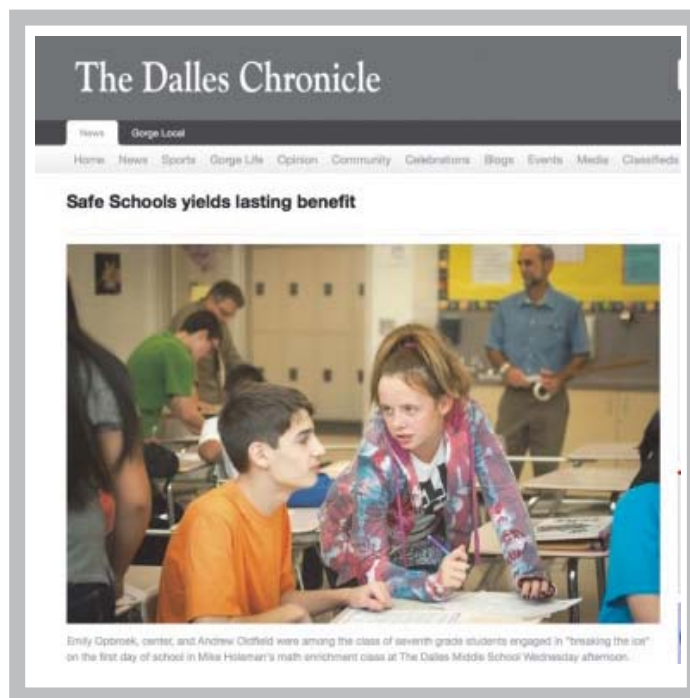 The Dalles Chronicle
News Gorge Local
Home News Sports Gorge Life Opinion Community Celebrations Blogs Events Media Classifieds
Safe Schools yields lasting benefit
Emily Opbroek, center, and Andrew Oldfield were among the class of seventh grade students engaged in "breaking the ice"
on the first day of school in Mike Holeman's math enrichment class at The Dalles Middle School Wednesday afternoon.